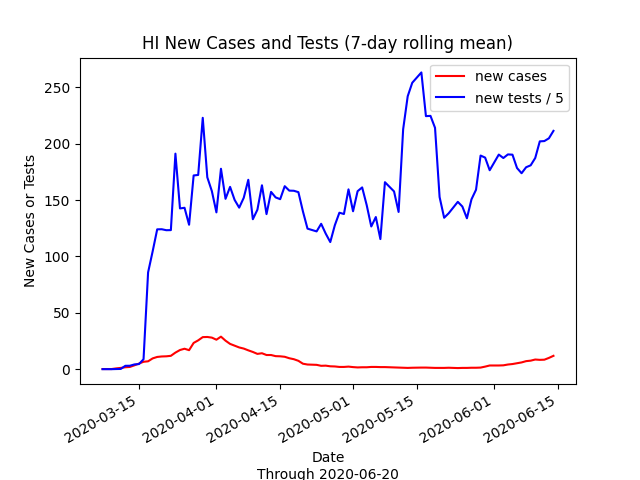 HI New Cases and Tests (7-day rolling mean)
new cases
new tests / 5
New Cases or Tests
250
200
150
100
50
0
2020-03-15
2020-04-01
2020-04-15
2020-05-01
2020-05-15
2020-06-01
2020-06-15
Date
Through 2020-06-20